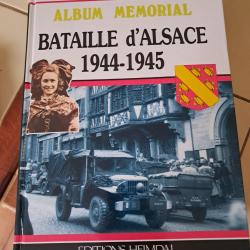 ALBUM MEMORIAL
BATAILLE d'ALSACE
1944-1945
EDITIONS HEIMDAL